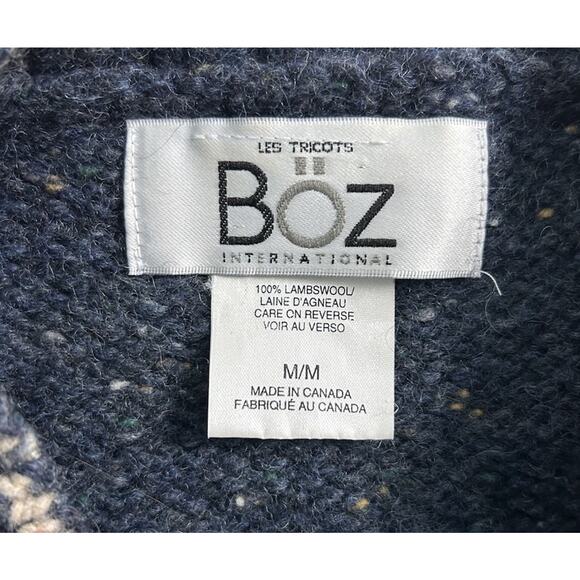 LES TRICOTS
BÖZ
INTERNATIONAL
100% LAMBSWOOL/
LAINE D'AGNEAU
CARE ON REVERSE
VOIR AU VERSO
M/M
MADE IN CANADA
FABRIQUÉ AU CANADA